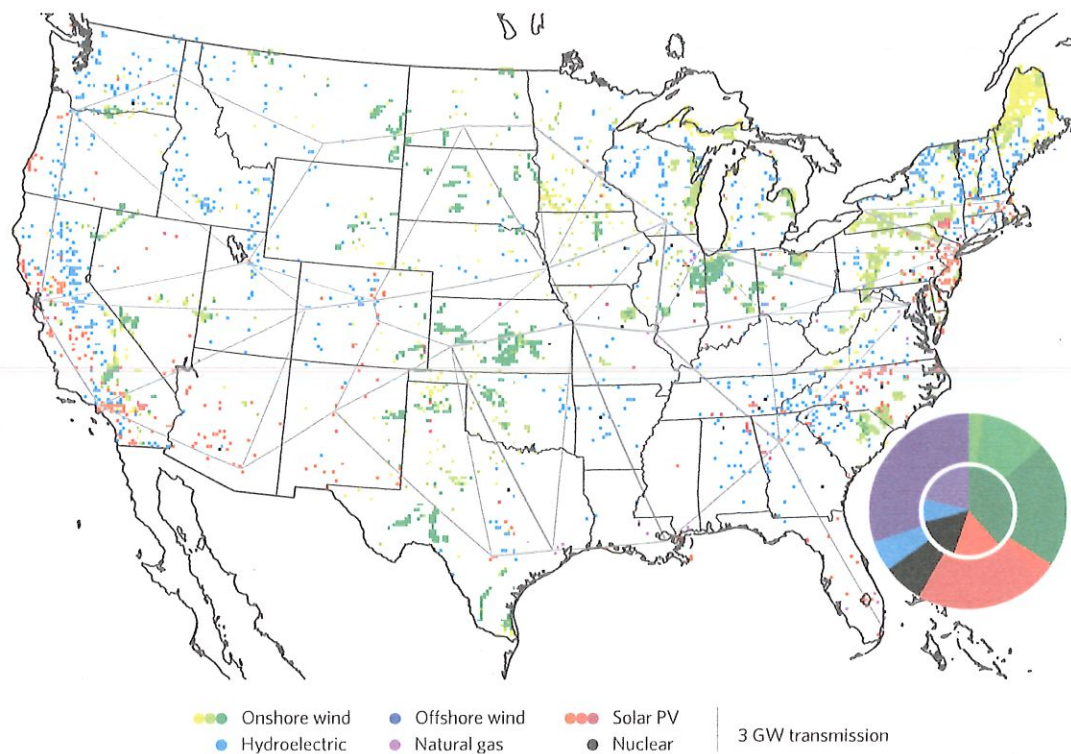 Onshore wind Offshore wind Solar PV
Hydroelectric Natural gas Nuclear
3 GW transmission